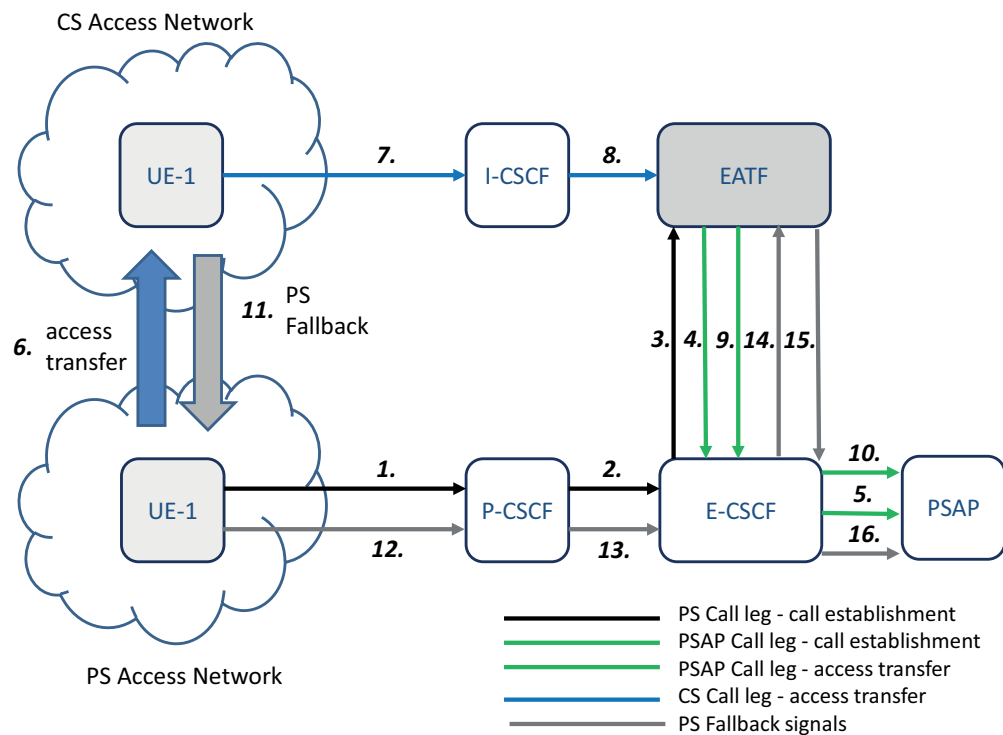 CS Access Network
UE-1
7.
I-CSCF
8.
EATF
6. access
transfer
11. PS
Fallback
3.
4.
9.
14.
15.
UE-1
1.
12.
P-CSCF
2.
13.
E-CSCF
10.
5.
16.
PSAP
PS Access Network
PS Call leg - call establishment
PSAP Call leg - call establishment
PSAP Call leg - access transfer
CS Call leg - access transfer
PS Fallback signals